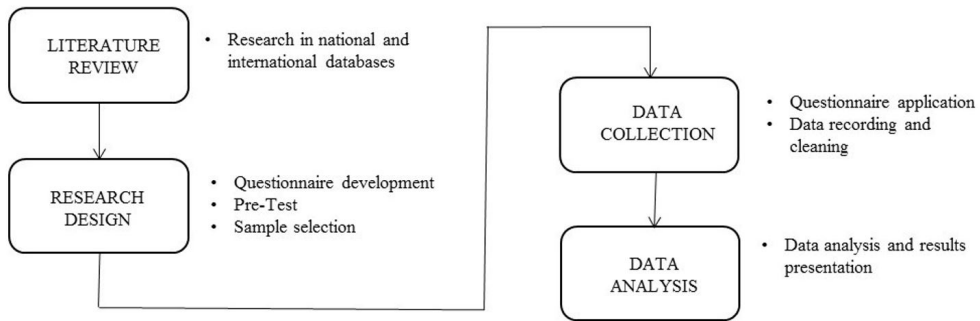 LITERATURE
REVIEW
• Research in national and
international databases
RESEARCH
DESIGN
• Questionnaire development
• Pre-Test
• Sample selection
DATA
COLLECTION
• Questionnaire application
• Data recording and
cleaning
DATA
ANALYSIS
• Data analysis and results
presentation